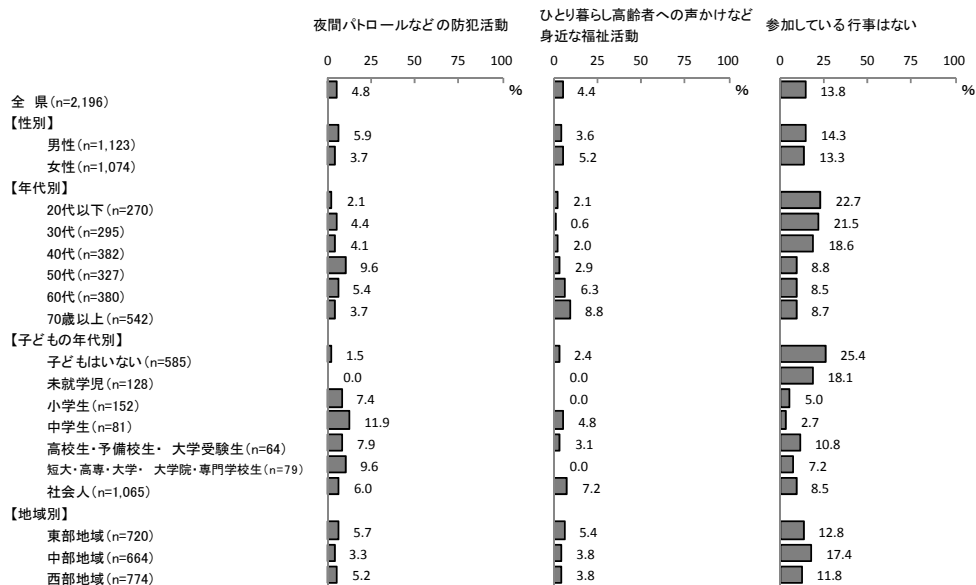 夜間パトロールなどの防犯活動
ひとり暮らし高齢者への声かけなど
身近な福祉活動
参加している行事はない
0 25 50 75 100 0 25 50 75 100 0 25 50 75 100
% % %
全 県(n=2,196) 4.8 4.4 13.8
【性別】
男性(n=1,123) 5.9 3.6 14.3
女性(n=1,074) 3.7 5.2 13.3
【年代別】
20代以下(n=270) 2.1 2.1 22.7
30代(n=295) 4.4 0.6 21.5
40代(n=382) 4.1 2.0 18.6
50代(n=327) 9.6 2.9 8.8
60代(n=380) 5.4 6.3 8.5
70歳以上(n=542) 3.7 8.8 8.7
【子どもの年代別】
子どもはいない(n=585) 1.5 2.4 25.4
未就学児(n=128) 0.0 0.0 18.1
小学生(n=152) 7.4 0.0 5.0
中学生(n=81) 11.9 4.8 2.7
高校生・予備校生・ 大学受験生(n=64) 7.9 3.1 10.8
短大・高専・大学・ 大学院・専門学校生(n=79) 9.6 0.0 7.2
社会人(n=1,065) 6.0 7.2 8.5
【地域別】
東部地域(n=720) 5.7 5.4 12.8
中部地域(n=664) 3.3 3.8 17.4
西部地域(n=774) 5.2 3.8 11.8